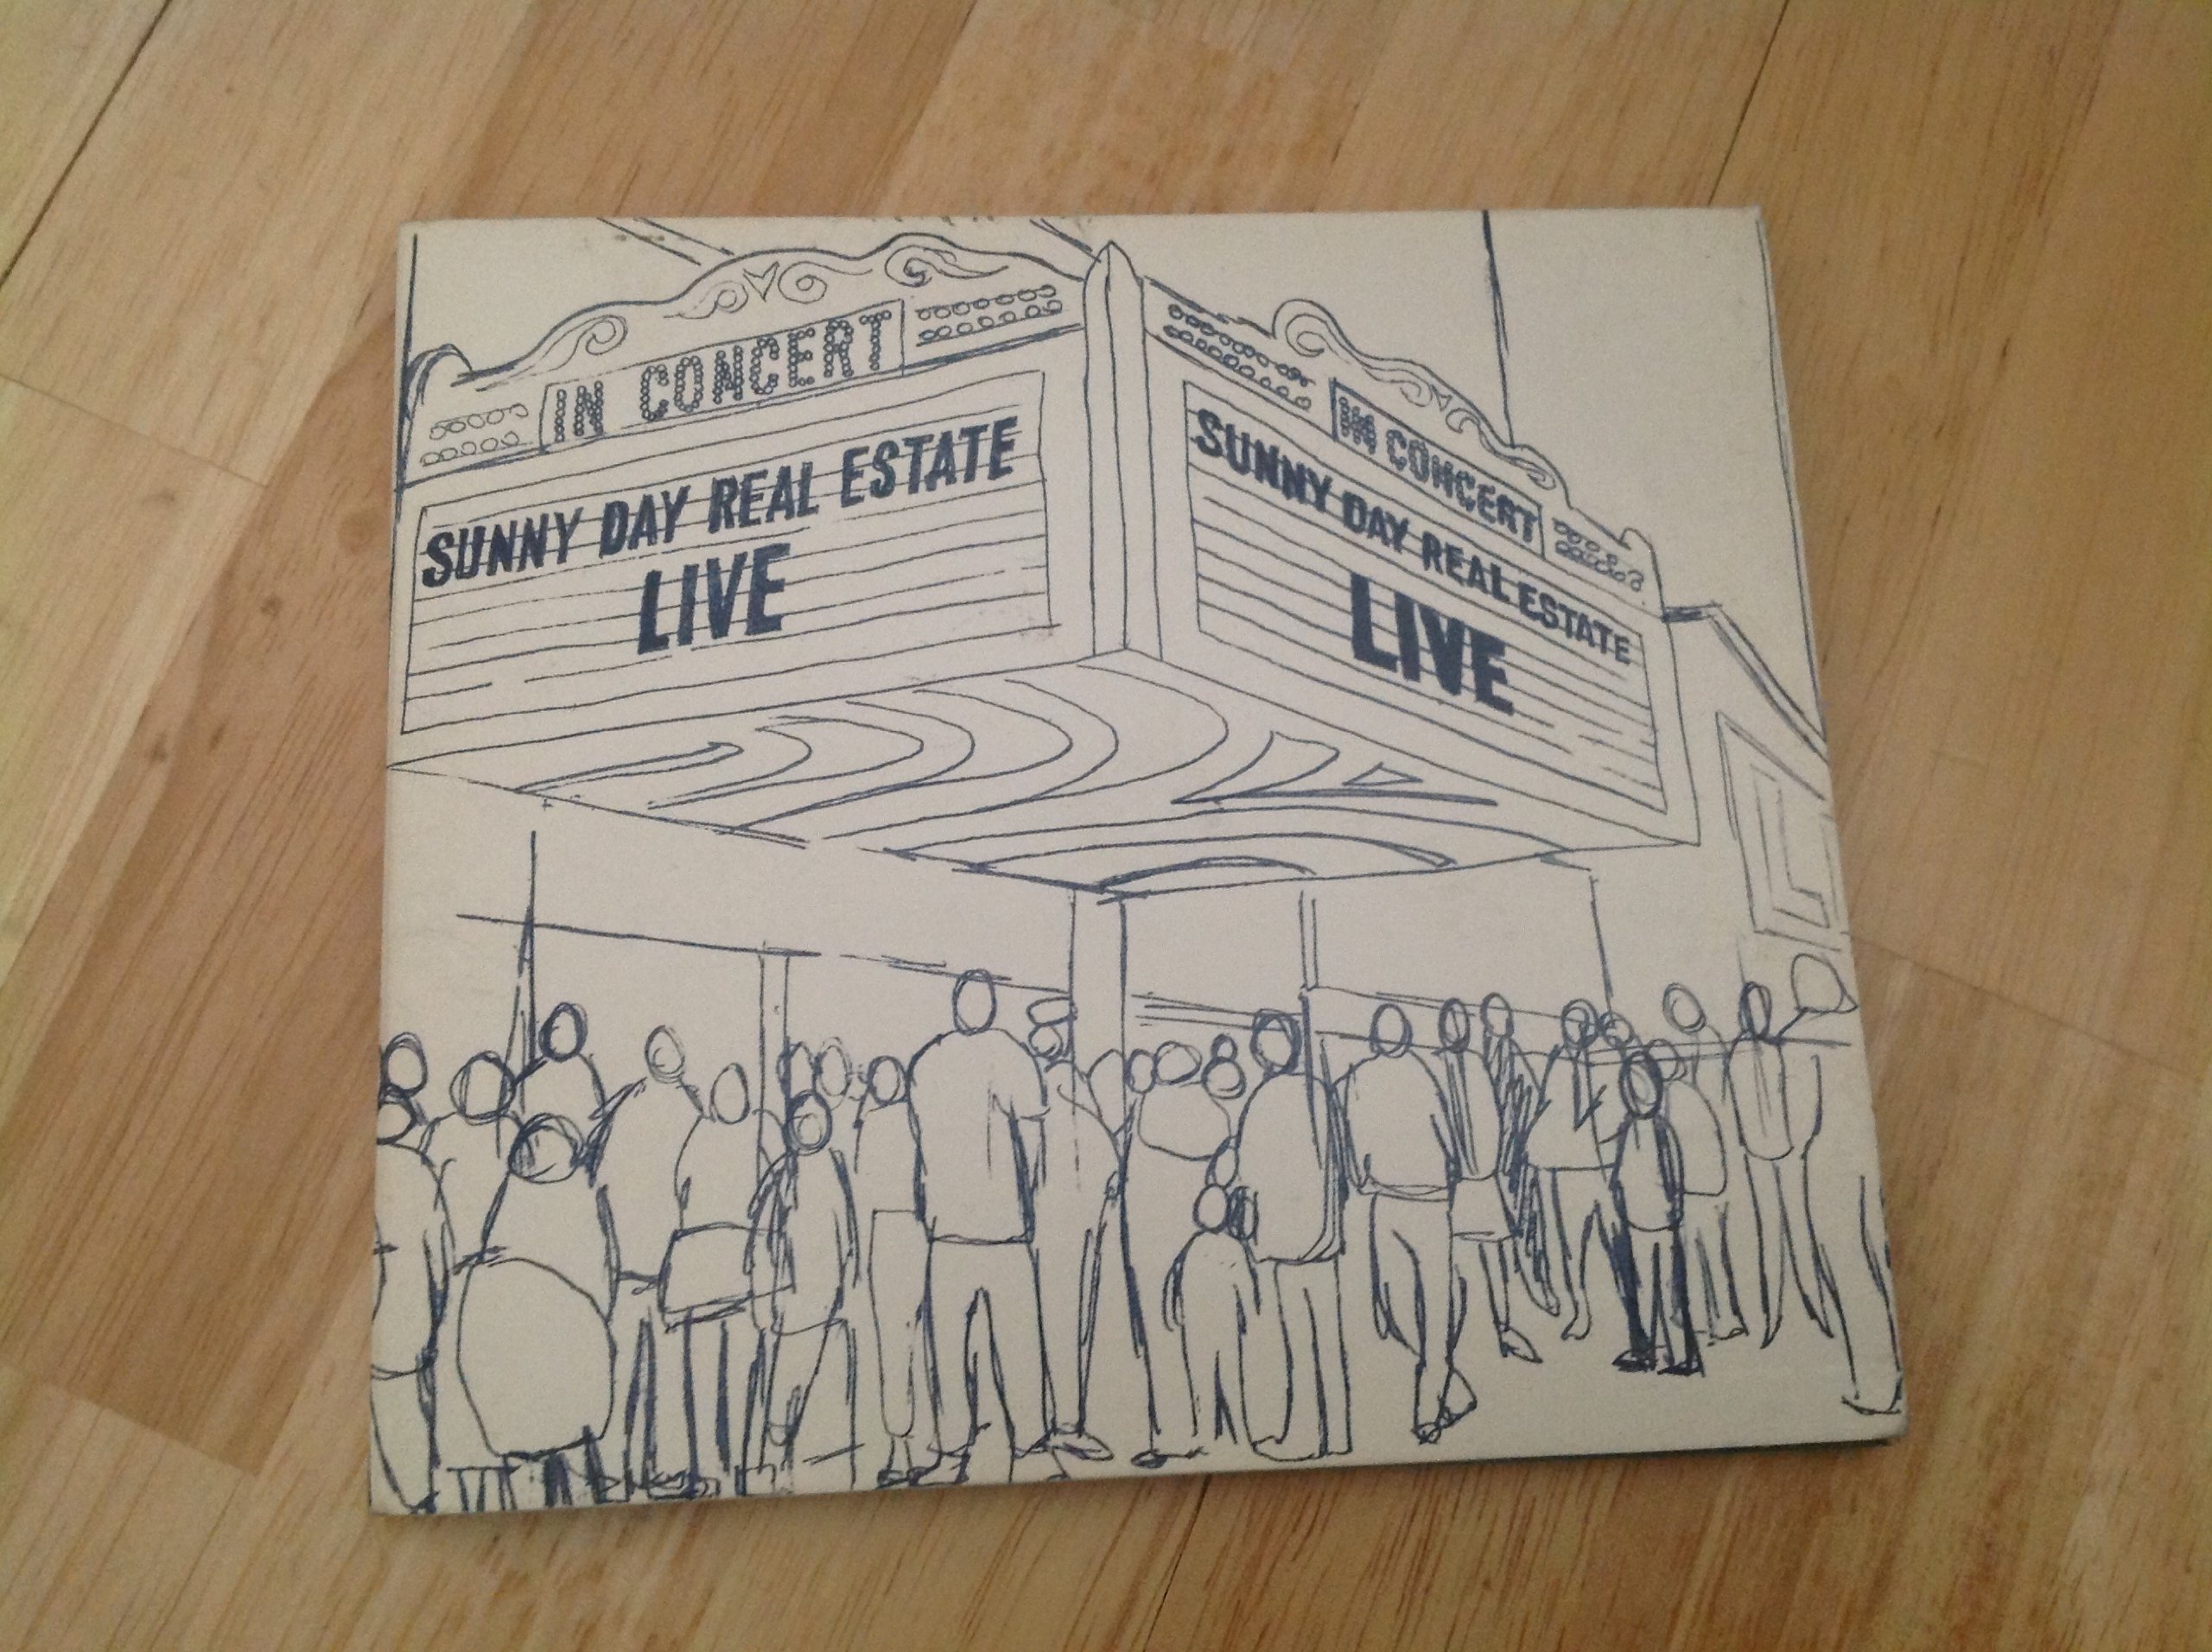 IN CONCERT
SUNNY DAY REAL ESTATE
LIVE
IN CONCERT
SUNNY DAY REAL ESTATE
LIVE